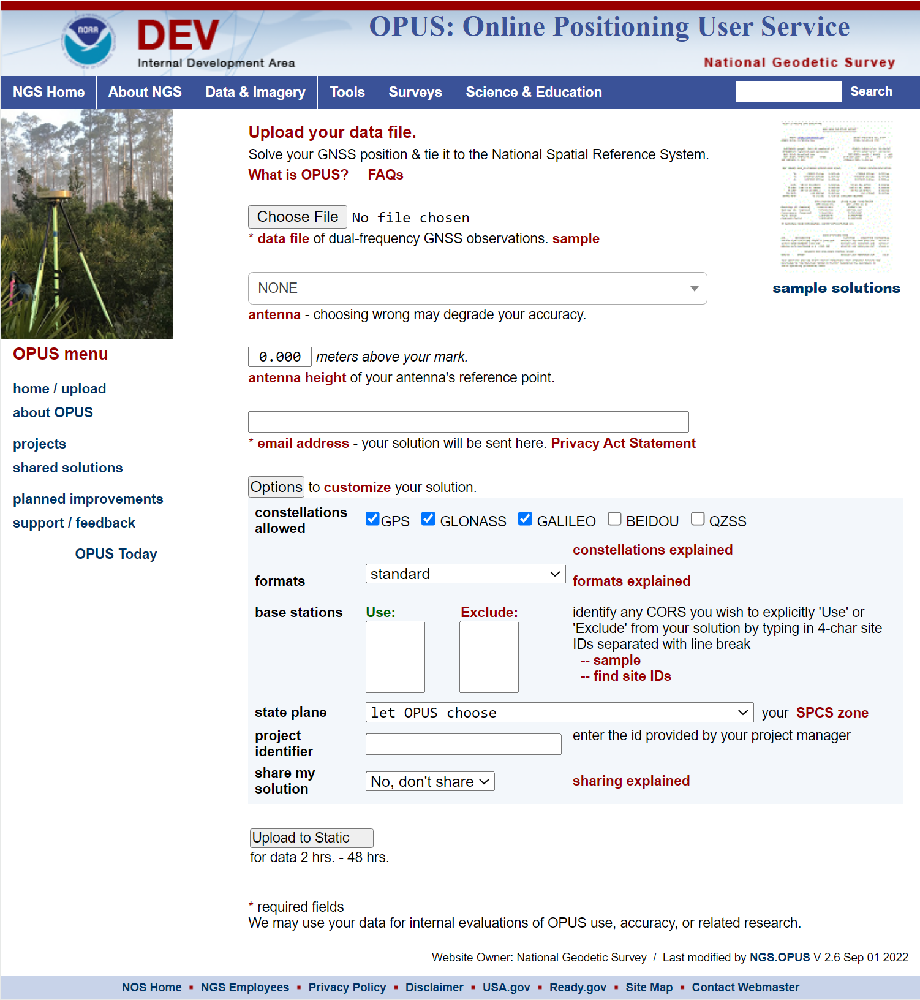 NOAA
DEV
Internal Development Area
OPUS: Online Positioning User Service
National Geodetic Survey
NGS Home
About NGS
Data & Imagery
Tools
Surveys
Science & Education
Search
Upload your data file.
Solve your GNSS position & tie it to the National Spatial Reference System.
What is OPUS? FAQs
Choose File No file chosen
* data file of dual-frequency GNSS observations. sample
NONE
antenna - choosing wrong may degrade your accuracy.
0.000 meters above your mark.
antenna height of your antenna's reference point.
* email address - your solution will be sent here. Privacy Act Statement
sample solutions
OPUS menu
home / upload
about OPUS
projects
shared solutions
planned improvements
support / feedback
OPUS Today
Options to customize your solution.
constellations
allowed
GPS GLONASS GALILEO BEIDOU QZSS
constellations explained
formats
standard
formats explained
base stations
Use:
Exclude:
identify any CORS you wish to explicitly 'Use' or
'Exclude' from your solution by typing in 4-char site
IDs separated with line break
-- sample
-- find site IDs
state plane
let OPUS choose
your SPCS zone
project
identifier
enter the id provided by your project manager
share my
solution
No, don't share
sharing explained
Upload to Static
for data 2 hrs. - 48 hrs.
* required fields
We may use your data for internal evaluations of OPUS use, accuracy, or related research.
Website Owner: National Geodetic Survey / Last modified by NGS.OPUS V 2.6 Sep 01 2022
NOS Home ▪ NGS Employees ▪ Privacy Policy ▪ Disclaimer ▪ USA.gov ▪ Ready.gov ▪ Site Map ▪ Contact Webmaster